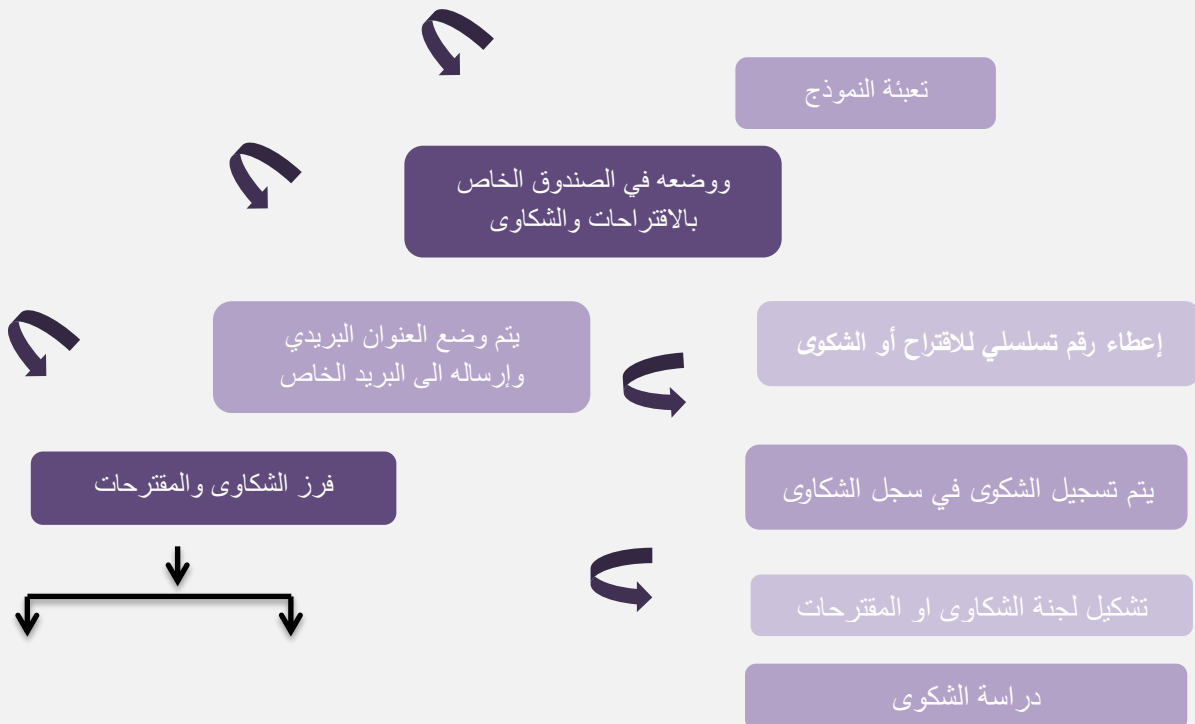 تعبئة النموذج
ووضعه في الصندوق الخاص
بالاقتراحات والشكاوى
يتم وضع العنوان البريدي
وإرساله الى البريد الخاص
فرز الشكاوى والمقترحات
إعطاء رقم تسلسلي للاقتراح أو الشكوى
يتم تسجيل الشكوى في سجل الشكاوى
تشكيل لجنة الشكاوى او المقترحات
دراسة الشكوى